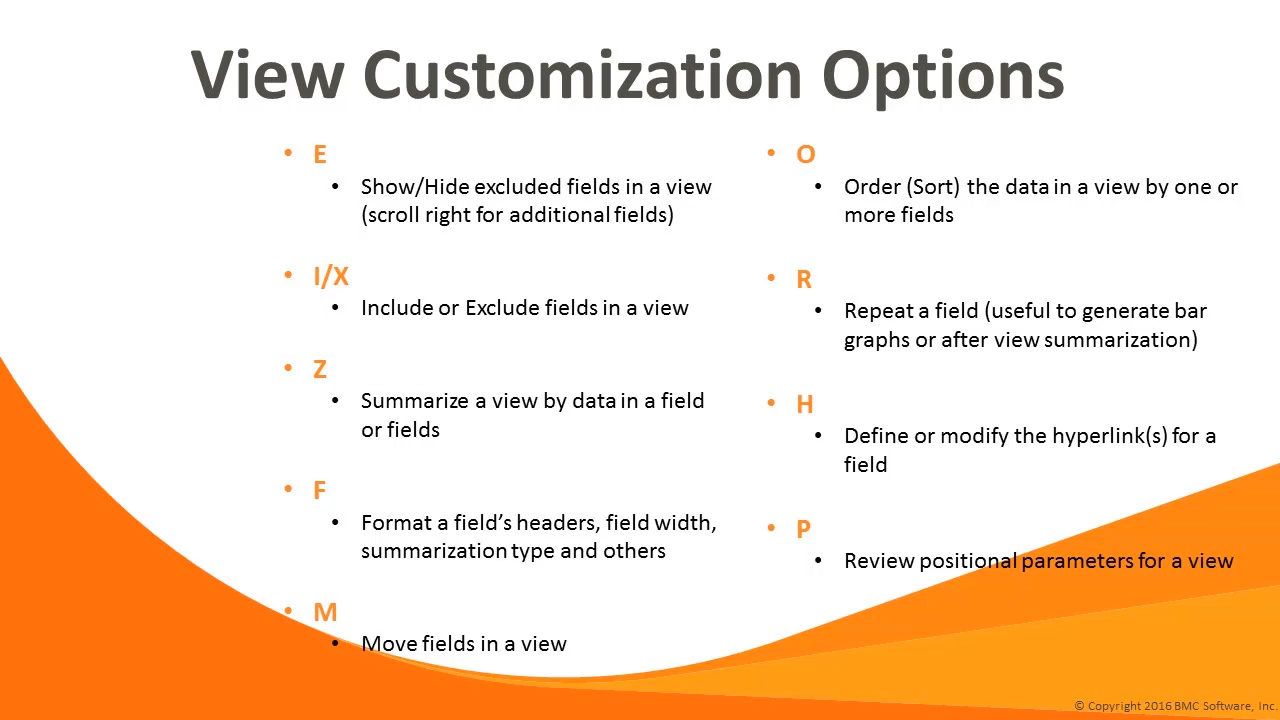 View Customization Options
• E
• Show/Hide excluded fields in a view
(scroll right for additional fields)
• I/X
• Include or Exclude fields in a view
• Z
• Summarize a view by data in a field
or fields
• F
• Format a field's headers, field width,
summarization type and others
• M
• Move fields in a view
• O
• Order (Sort) the data in a view by one or
more fields
• R
• Repeat a field (useful to generate bar
graphs or after view summarization)
• H
• Define or modify the hyperlink(s) for a
field
• P
• Review positional parameters for a view
© Copyright 2016 BMC Software, Inc.